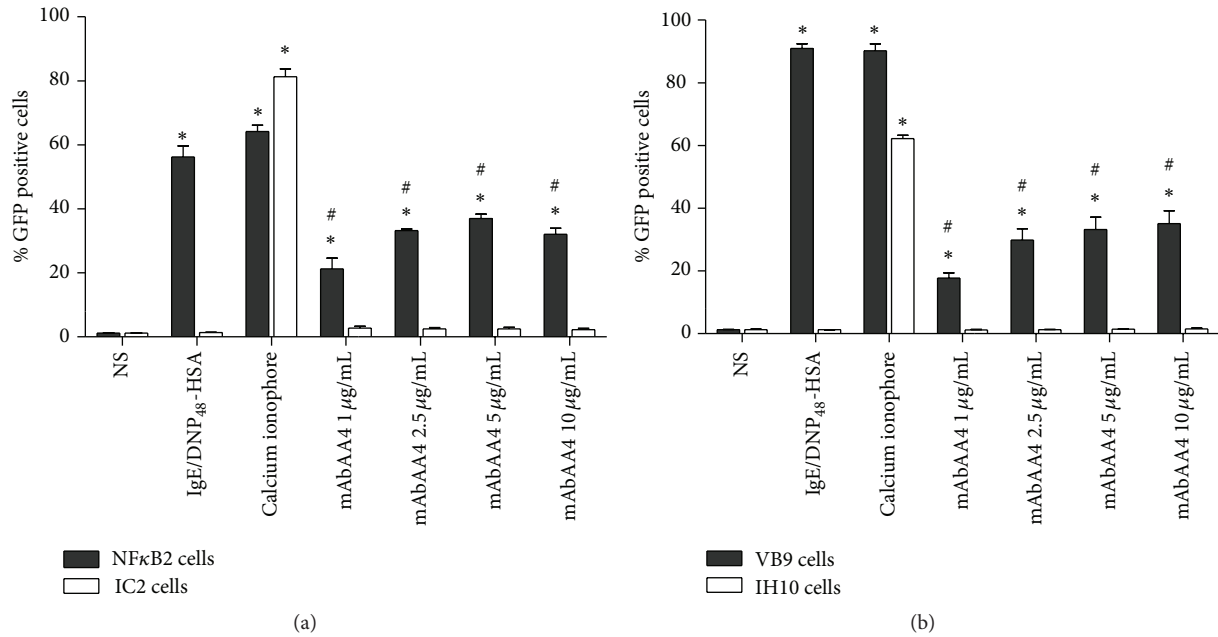 100
80
60
40
20
0
% GFP positive cells
*
*
*
#
*
#
*
#
*
#
*
NS
IgE/DNP₄₈-HSA
Calcium ionophore
mAbAA4 1 µg/mL
mAbAA4 2.5 µg/mL
mAbAA4 5 µg/mL
mAbAA4 10 µg/mL
NFκB2 cells
IC2 cells
(a)
100
80
60
40
20
0
% GFP positive cells
*
*
*
#
*
#
*
#
*
#
*
NS
IgE/DNP₄₈-HSA
Calcium ionophore
mAbAA4 1 µg/mL
mAbAA4 2.5 µg/mL
mAbAA4 5 µg/mL
mAbAA4 10 µg/mL
VB9 cells
IH10 cells
(b)